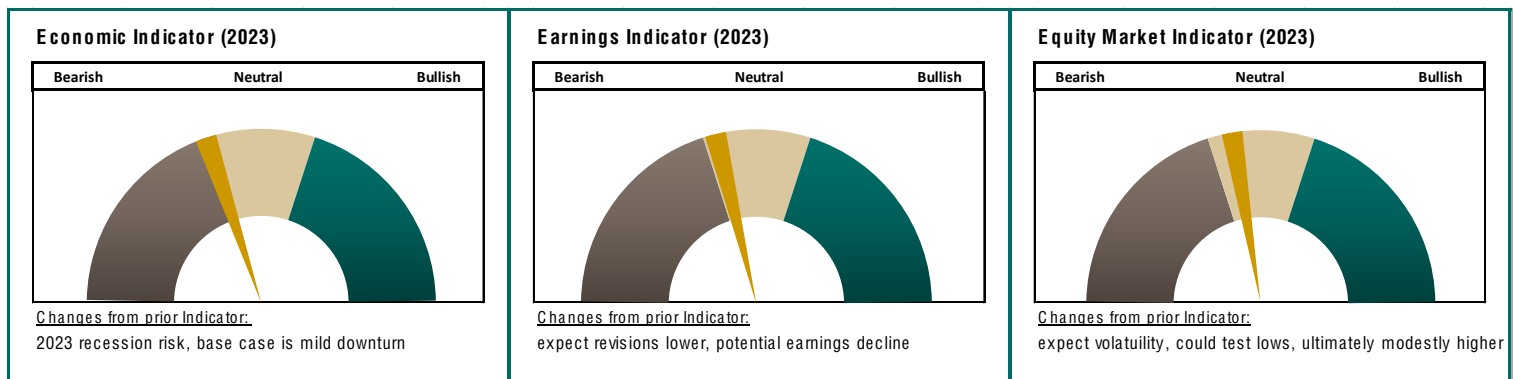 Economic Indicator (2023)
Bearish Neutral Bullish
Changes from prior Indicator:
2023 recession risk, base case is mild downturn
Earnings Indicator (2023)
Bearish Neutral Bullish
Changes from prior Indicator:
expect revisions lower, potential earnings decline
Equity Market Indicator (2023)
Bearish Neutral Bullish
Changes from prior Indicator:
expect volatuility, could test lows, ultimately modestly higher